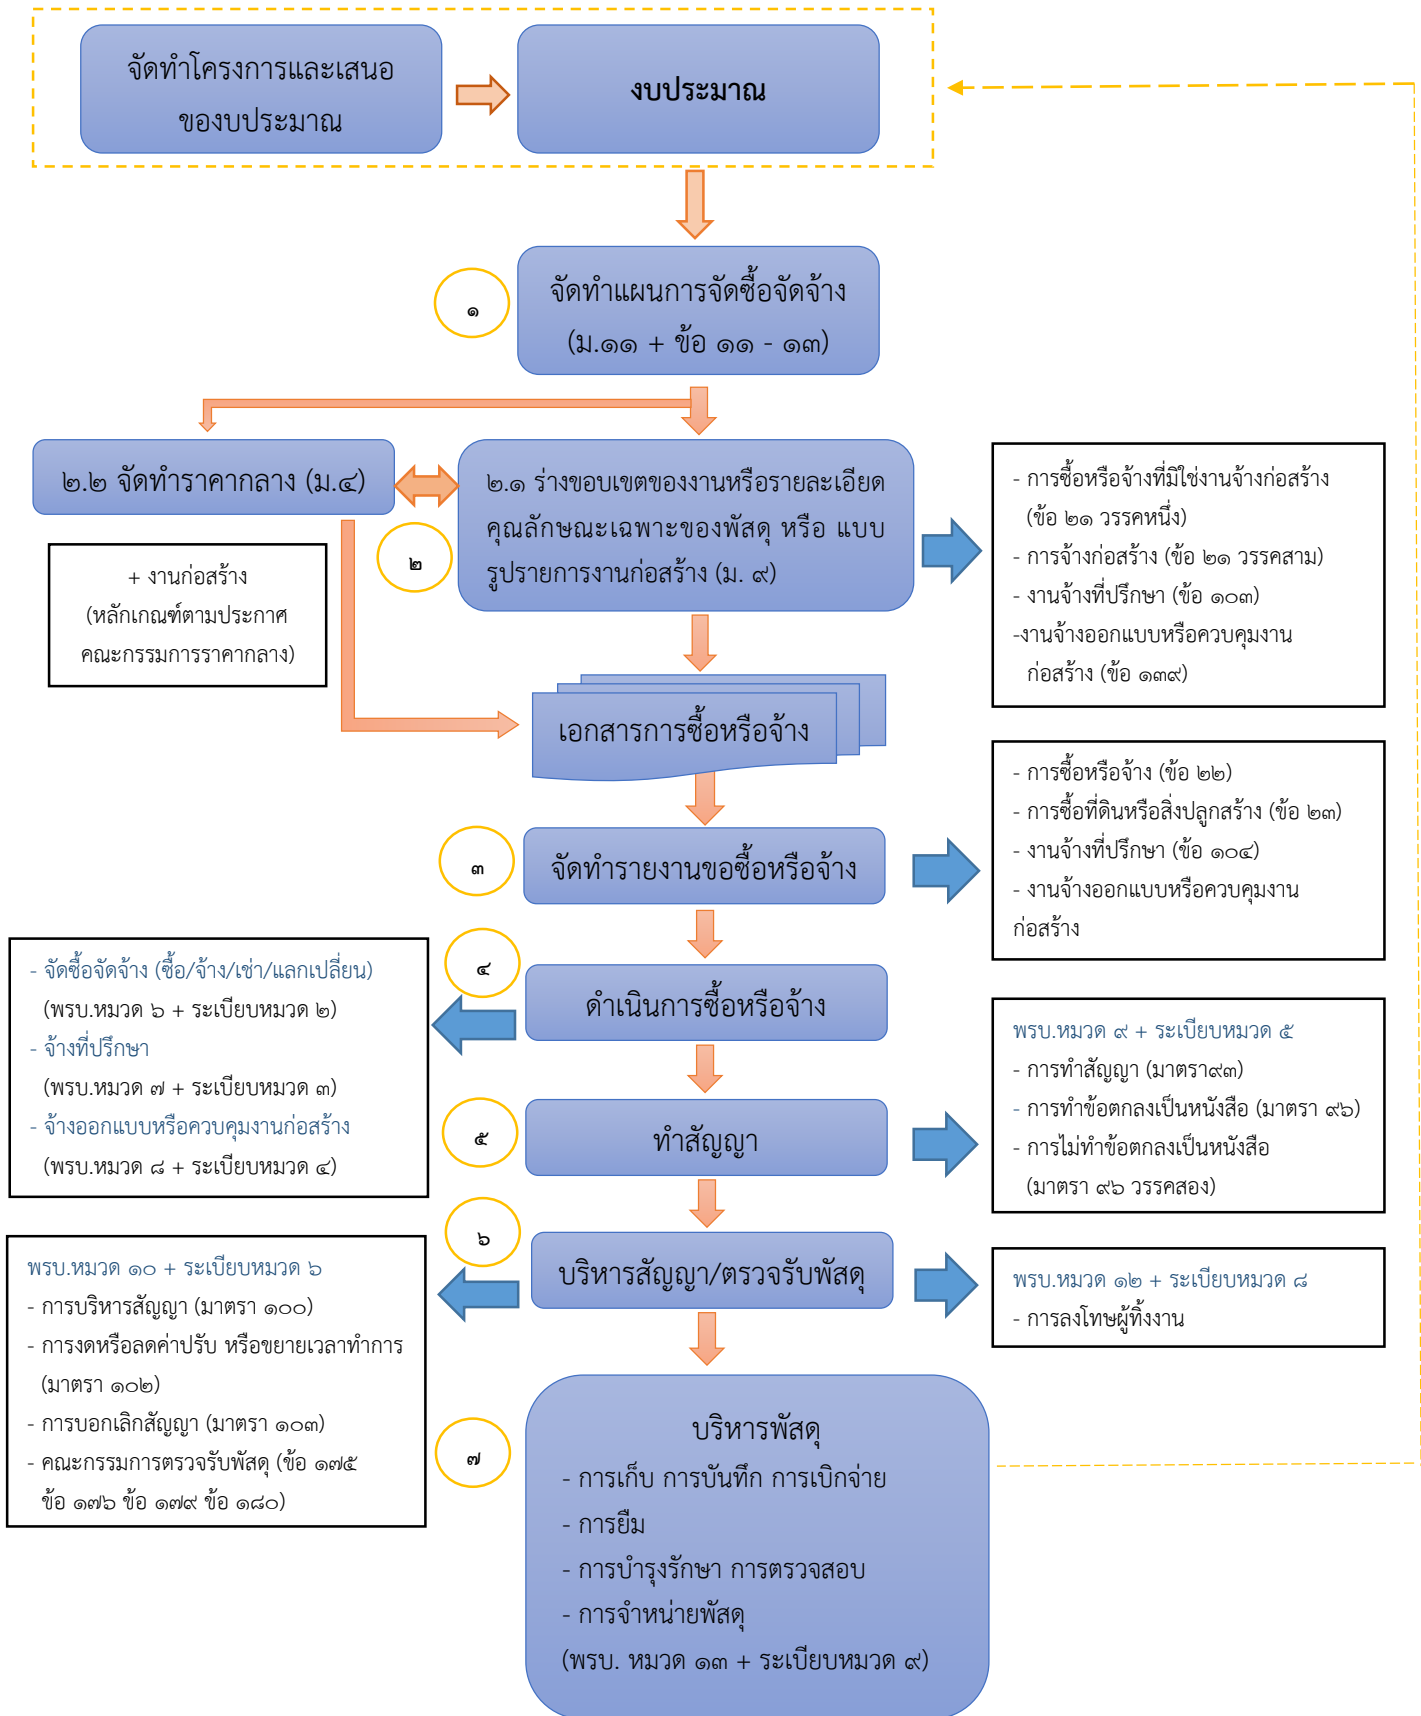 จัดทำโครงการและเสนอ
ของบประมาณ
งบประมาณ
๑
จัดทำแผนการจัดซื้อจัดจ้าง
(ม.๑๑ + ข้อ ๑๑ - ๑๓)
๒.๒ จัดทำราคากลาง (ม.๔)
+ งานก่อสร้าง
(หลักเกณฑ์ตามประกาศ
คณะกรรมการราคากลาง)
๒
๒.๑ ร่างขอบเขตของงานหรือรายละเอียด
คุณลักษณะเฉพาะของพัสดุ หรือ แบบ
รูปรายการงานก่อสร้าง (ม. ๙)
- การซื้อหรือจ้างที่มิใช่งานจ้างก่อสร้าง
(ข้อ ๒๑ วรรคหนึ่ง)
- การจ้างก่อสร้าง (ข้อ ๒๑ วรรคสาม)
- งานจ้างที่ปรึกษา (ข้อ ๑๐๓)
-งานจ้างออกแบบหรือควบคุมงาน
ก่อสร้าง (ข้อ ๑๓๙)
เอกสารการซื้อหรือจ้าง
๓
จัดทำรายงานขอซื้อหรือจ้าง
- การซื้อหรือจ้าง (ข้อ ๒๒)
- การซื้อที่ดินหรือสิ่งปลูกสร้าง (ข้อ ๒๓)
- งานจ้างที่ปรึกษา (ข้อ ๑๐๔)
- งานจ้างออกแบบหรือควบคุมงาน
ก่อสร้าง
๔
ดำเนินการซื้อหรือจ้าง
- จัดซื้อจัดจ้าง (ซื้อ/จ้าง/เช่า/แลกเปลี่ยน)
(พรบ.หมวด ๖ + ระเบียบหมวด ๒)
- จ้างที่ปรึกษา
(พรบ.หมวด ๗ + ระเบียบหมวด ๓)
- จ้างออกแบบหรือควบคุมงานก่อสร้าง
(พรบ.หมวด ๘ + ระเบียบหมวด ๔)
๕
ทำสัญญา
พรบ.หมวด ๙ + ระเบียบหมวด ๕
- การทำสัญญา (มาตรา๙๓)
- การทำข้อตกลงเป็นหนังสือ (มาตรา ๙๖)
- การไม่ทำข้อตกลงเป็นหนังสือ
(มาตรา ๙๖ วรรคสอง)
๖
บริหารสัญญา/ตรวจรับพัสดุ
พรบ.หมวด ๑๐ + ระเบียบหมวด ๖
- การบริหารสัญญา (มาตรา ๑๐๐)
- การงดหรือลดค่าปรับ หรือขยายเวลาทำการ
(มาตรา ๑๐๒)
- การบอกเลิกสัญญา (มาตรา ๑๐๓)
- คณะกรรมการตรวจรับพัสดุ (ข้อ ๑๗๕
ข้อ ๑๗๖ ข้อ ๑๗๙ ข้อ ๑๘๐)
พรบ.หมวด ๑๒ + ระเบียบหมวด ๘
- การลงโทษผู้ทิ้งงาน
๗
บริหารพัสดุ
- การเก็บ การบันทึก การเบิกจ่าย
- การยืม
- การบำรุงรักษา การตรวจสอบ
- การจำหน่ายพัสดุ
(พรบ. หมวด ๑๓ + ระเบียบหมวด ๙)